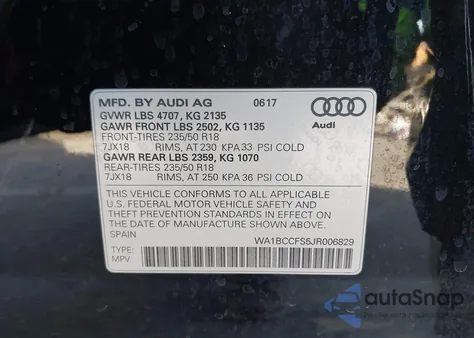 MFD. BY AUDI AG 0617
GVWR LBS 4707, KG 2135
GAWR FRONT LBS 2502, KG 1135
FRONT-TIRES 235/50 R18
7JX18 RIMS, AT 230 KPA33 PSI COLD
GAWR REAR LBS 2359, KG 1070
REAR-TIRES 235/50 R18
7JX18 RIMS, AT 250 KPA 36 PSI COLD
Audi
THIS VEHICLE CONFORMS TO ALL APPLICABLE
U.S. FEDERAL MOTOR VEHICLE SAFETY AND
THEFT PREVENTION STANDARDS IN EFFECT ON
THE DATE OF MANUFACTURE SHOWN ABOVE.
SPAIN WA1BCCFS5JR006829
TYPE:
MPV
autoSnap